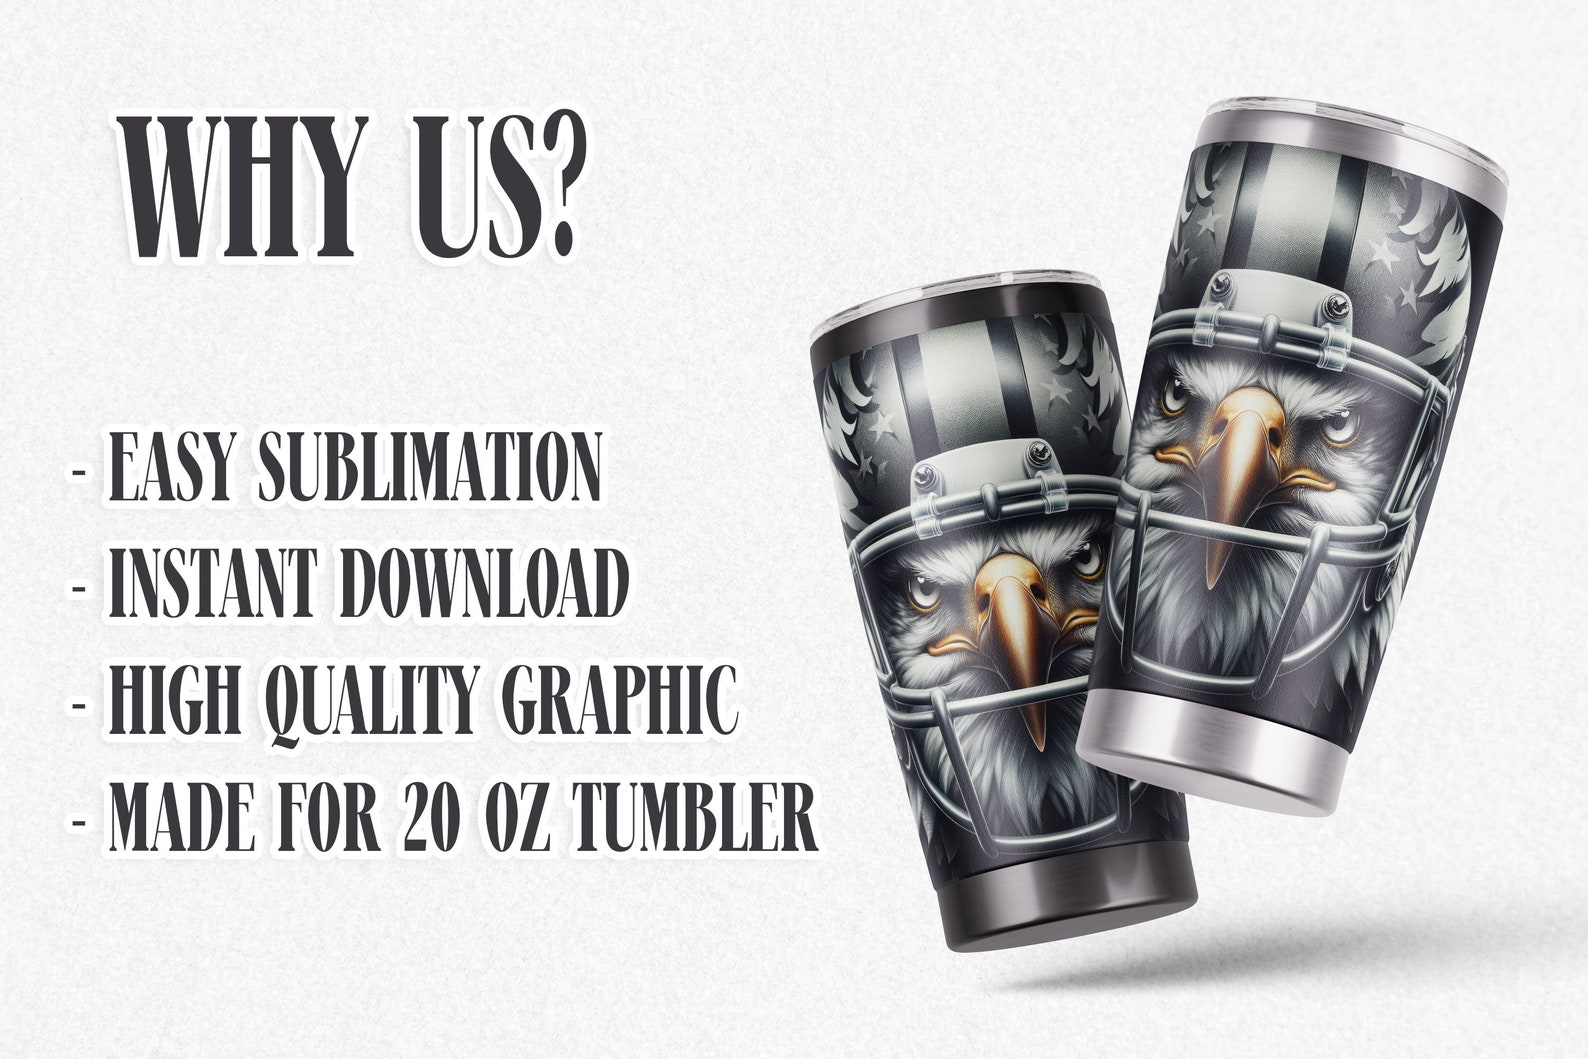 WHY US?
- EASY SUBLIMATION
- INSTANT DOWNLOAD
- HIGH QUALITY GRAPHIC
- MADE FOR 20 OZ TUMBLER